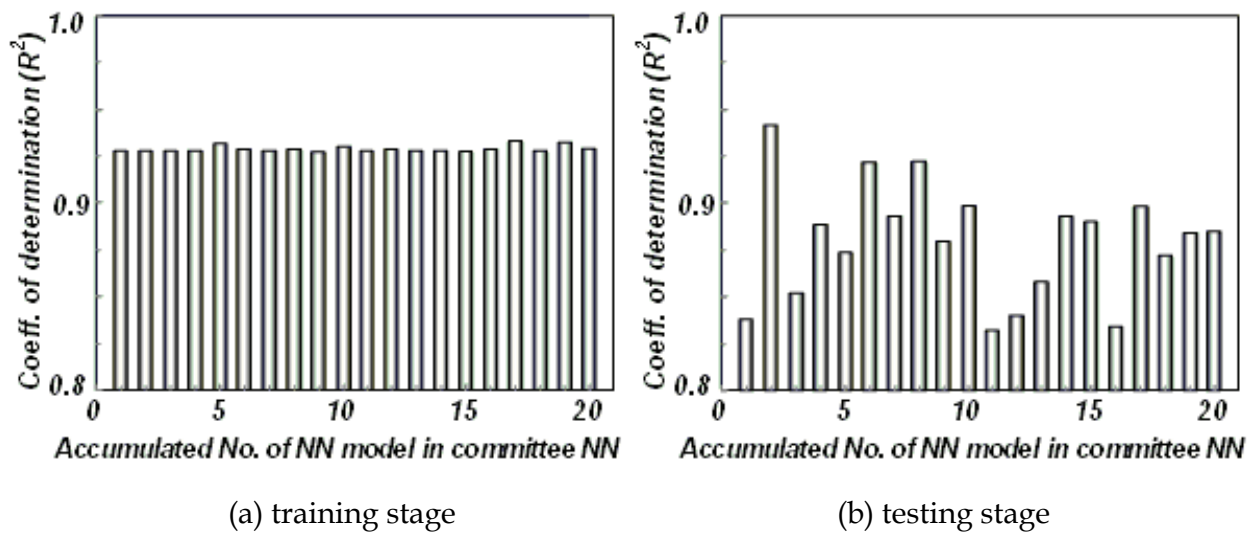 Coeff. of determination (R²)
1.0
0.9
0.8
0 5 10 15 20
Accumulated No. of NN model in committee NN
(a) training stage
Coeff. of determination (R²)
1.0
0.9
0.8
0 5 10 15 20
Accumulated No. of NN model in committee NN
(b) testing stage